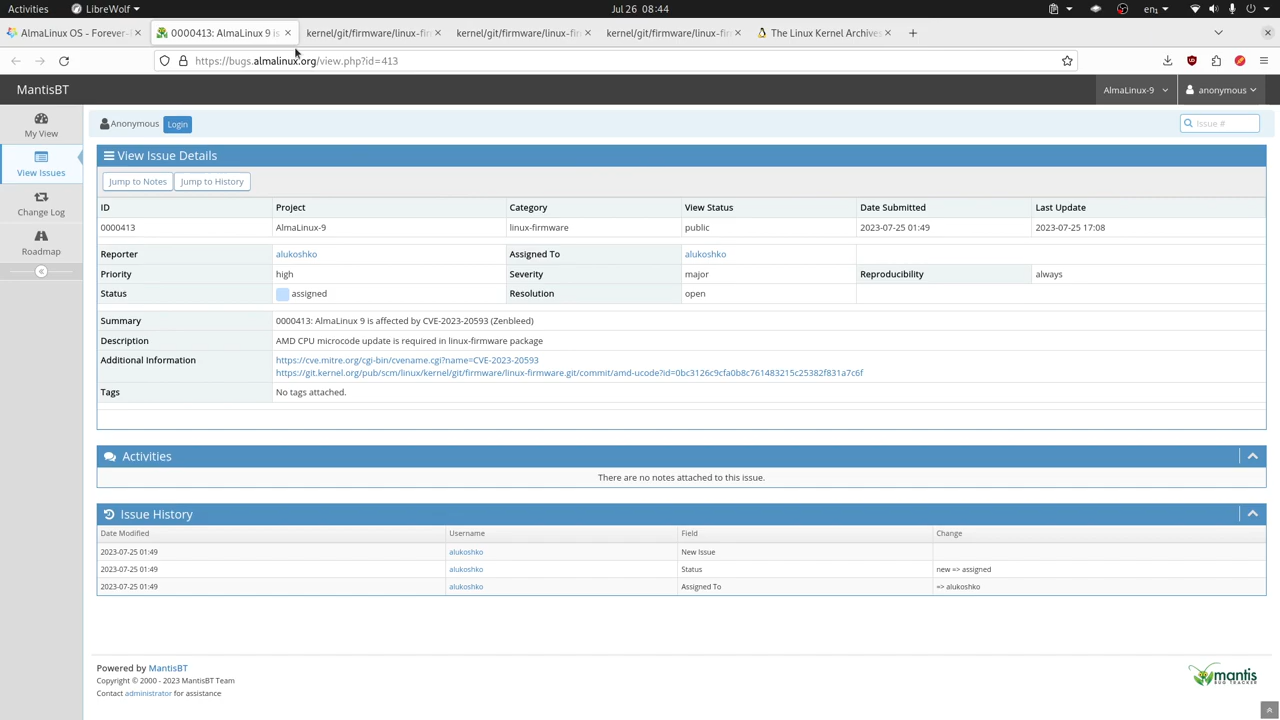 Activities LibreWolf Jul 26 08:44 en₁
AlmaLinux OS - Forever- 0000413: AlmaLinux 9 is kernel/git/firmware/linux-fir kernel/git/firmware/linux-fir kernel/git/firmware/linux-fir The Linux Kernel Archives
https://bugs.almalinux.org/view.php?id=413
MantisBT AlmaLinux-9 anonymous
Anonymous Login Issue #
My View
View Issues
Change Log
Roadmap
View Issue Details
Jump to Notes Jump to History
ID Project Category View Status Date Submitted Last Update
0000413 AlmaLinux-9 linux-firmware public 2023-07-25 01:49 2023-07-25 17:08
Reporter alukoshko Assigned To alukoshko
Priority high Severity major Reproducibility always
Status assigned Resolution open
Summary 0000413: AlmaLinux 9 is affected by CVE-2023-20593 (Zenbleed)
Description AMD CPU microcode update is required in linux-firmware package
Additional Information https://cve.mitre.org/cgi-bin/cvename.cgi?name=CVE-2023-20593
https://git.kernel.org/pub/scm/linux/kernel/git/firmware/linux-firmware.git/commit/amd-ucode?id=0bc3126c9cfa0b8c761483215c25382f831a7c6f
Tags No tags attached.
Activities
There are no notes attached to this issue.
Issue History
Date Modified Username Field Change
2023-07-25 01:49 alukoshko New Issue
2023-07-25 01:49 alukoshko Status new => assigned
2023-07-25 01:49 alukoshko Assigned To => alukoshko
Powered by MantisBT
Copyright © 2000 - 2023 MantisBT Team
Contact administrator for assistance
mantis
BUG TRACKER